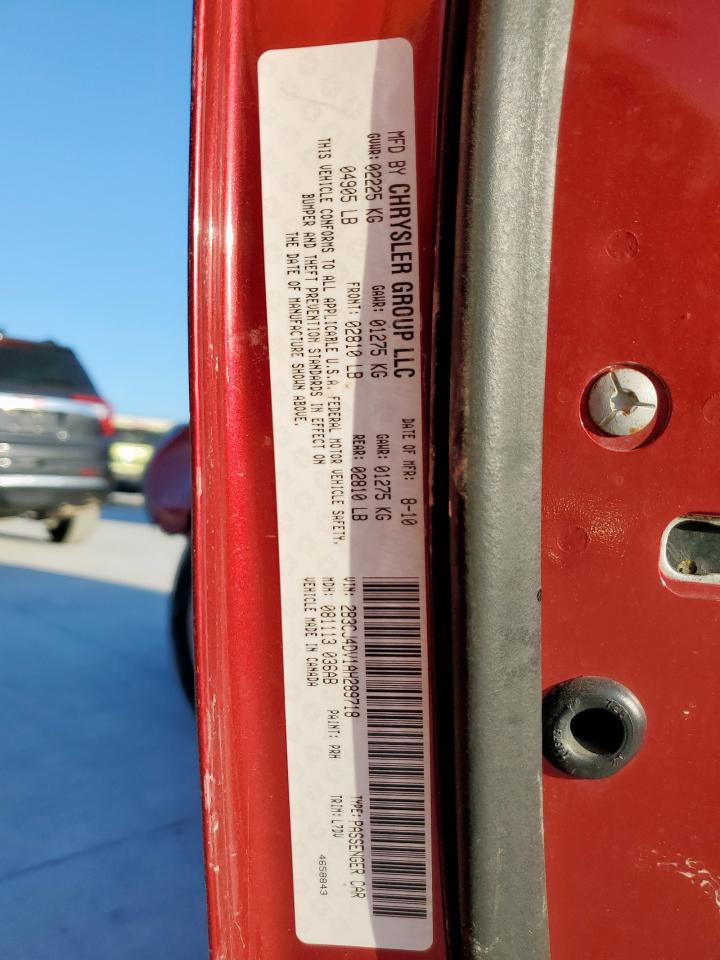 MFD BY CHRYSLER GROUP LLC DATE OF MFR: 8-10
GVWR: 02225 KG GAWR: 01275 KG GAWR: 01275 KG
04905 LB FRONT: 02810 LB REAR: 02810 LB
THIS VEHICLE CONFORMS TO ALL APPLICABLE U.S.A. FEDERAL MOTOR VEHICLE SAFETY,
BUMPER AND THEFT PREVENTION STANDARDS IN EFFECT ON
THE DATE OF MANUFACTURE SHOWN ABOVE.
VIN: 2B3CJ4DV1AH289718 TYPE: PASSENGER CAR
MDH: 081113 036AB PAINT: PRH TRIM: L7DV
VEHICLE MADE IN CANADA
4658843